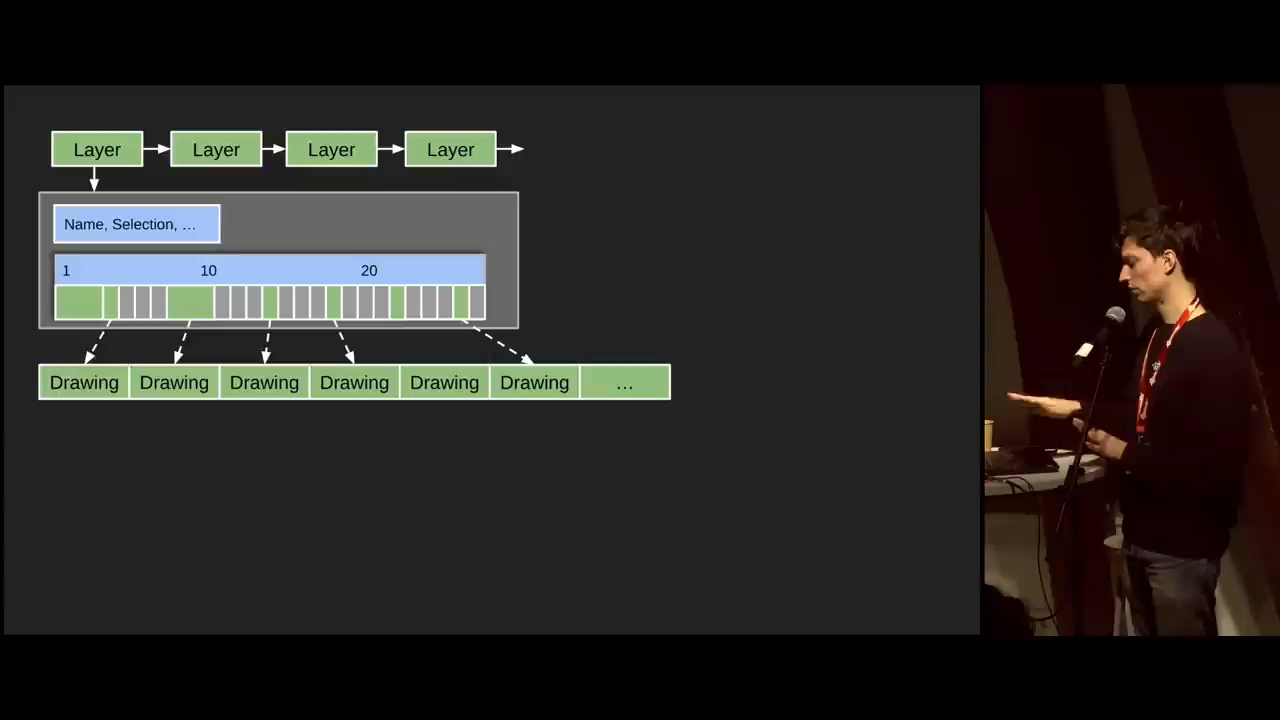 Layer Layer Layer Layer
Name, Selection, …
1 10 20
Drawing Drawing Drawing Drawing Drawing Drawing …